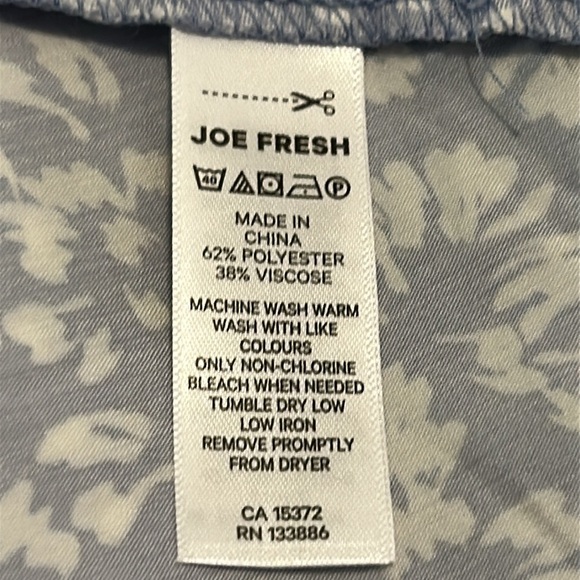 JOE FRESH
40 P
MADE IN
CHINA
62% POLYESTER
38% VISCOSE
MACHINE WASH WARM
WASH WITH LIKE
COLOURS
ONLY NON-CHLORINE
BLEACH WHEN NEEDED
TUMBLE DRY LOW
LOW IRON
REMOVE PROMPTLY
FROM DRYER
CA 15372
RN 133886